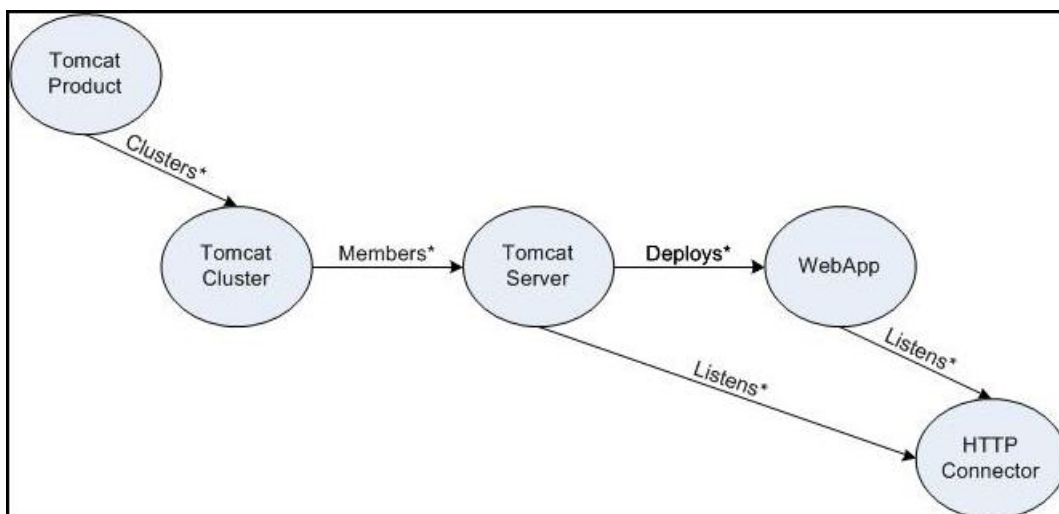 Tomcat
Product
Clusters*
Tomcat
Cluster
Members*
Tomcat
Server
Deploys*
WebApp
Listens*
Listens*
HTTP
Connector